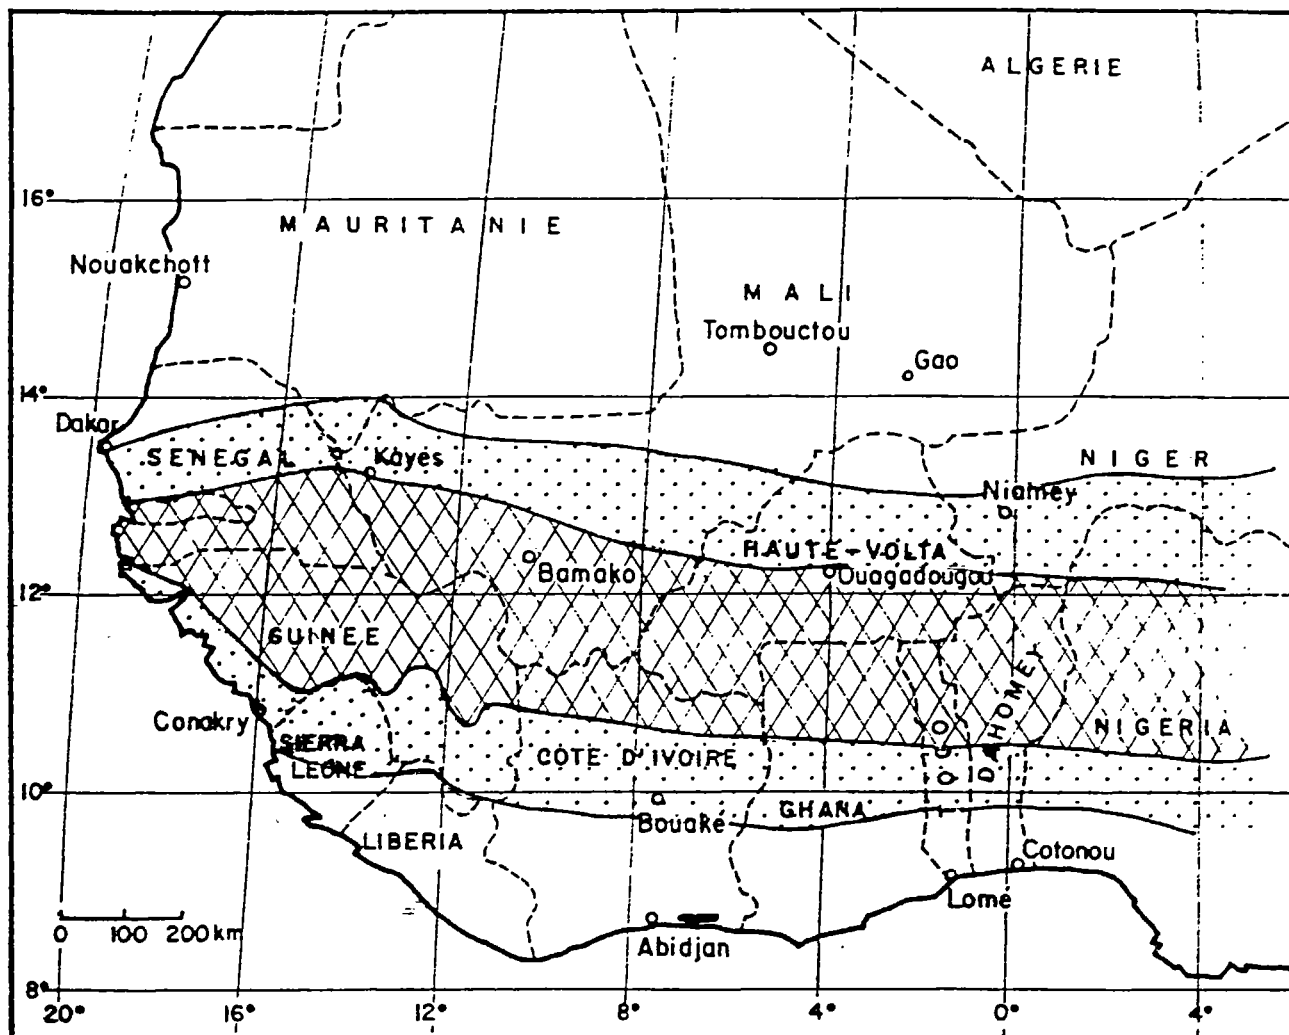 ALGERIE
16°
MAURITANIE
Nouakchott
MALI
Tombouctou
Gao
14°
Dakar
SENEGAL
Kayes
NIGER
Niamey
HAUTE-VOLTA
Bamako
Ouagadougou
12°
GUINEE
Conakry
SIERRA
LEONE
COTE D'IVOIRE
TOGO
DAHOMEY
NIGERIA
10°
Bouaké
GHANA
LIBERIA
Cotonou
Lome
0 100 200 km
Abidjan
8°
20° 16° 12° 8° 4° 0° 4°